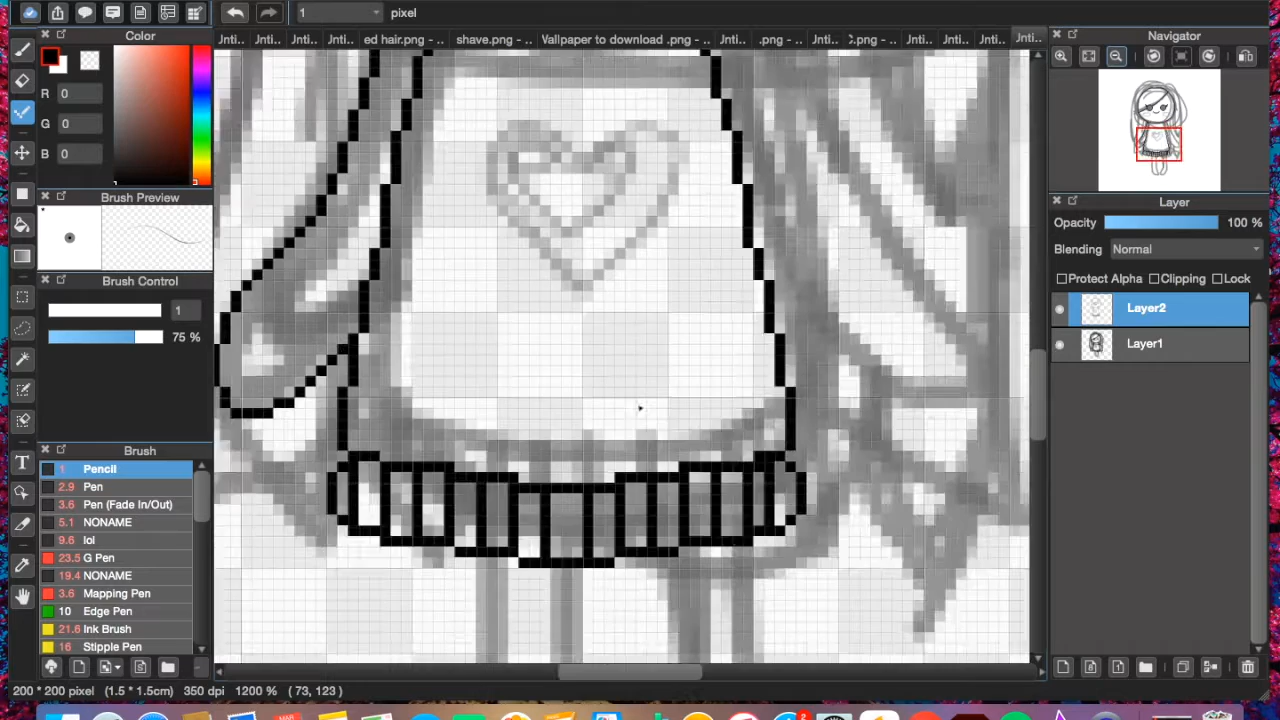 1 pixel
Jnti.. Jnti.. Jnti.. Jnti.. ed hair.png -.. shave.png -.. Vallpaper to download .png -.. Jnti.. .png -.. Jnti.. .png -.. Jnti.. Jnti.. Jnti.. Jnti...
Color
R 0
G 0
B 0
Brush Preview
Brush Control
1
75 %
Brush
1 Pencil
2.9 Pen
3.6 Pen (Fade In/Out)
5.1 NONAME
9.6 lol
23.5 G Pen
19.4 NONAME
3.6 Mapping Pen
10 Edge Pen
21.6 Ink Brush
16 Stipple Pen
Navigator
Layer
Opacity 100 %
Blending Normal
Protect Alpha Clipping Lock
Layer2
Layer1
200 * 200 pixel (1.5 * 1.5cm) 350 dpi 1200 % ( 73, 123 )
T
MAR
2